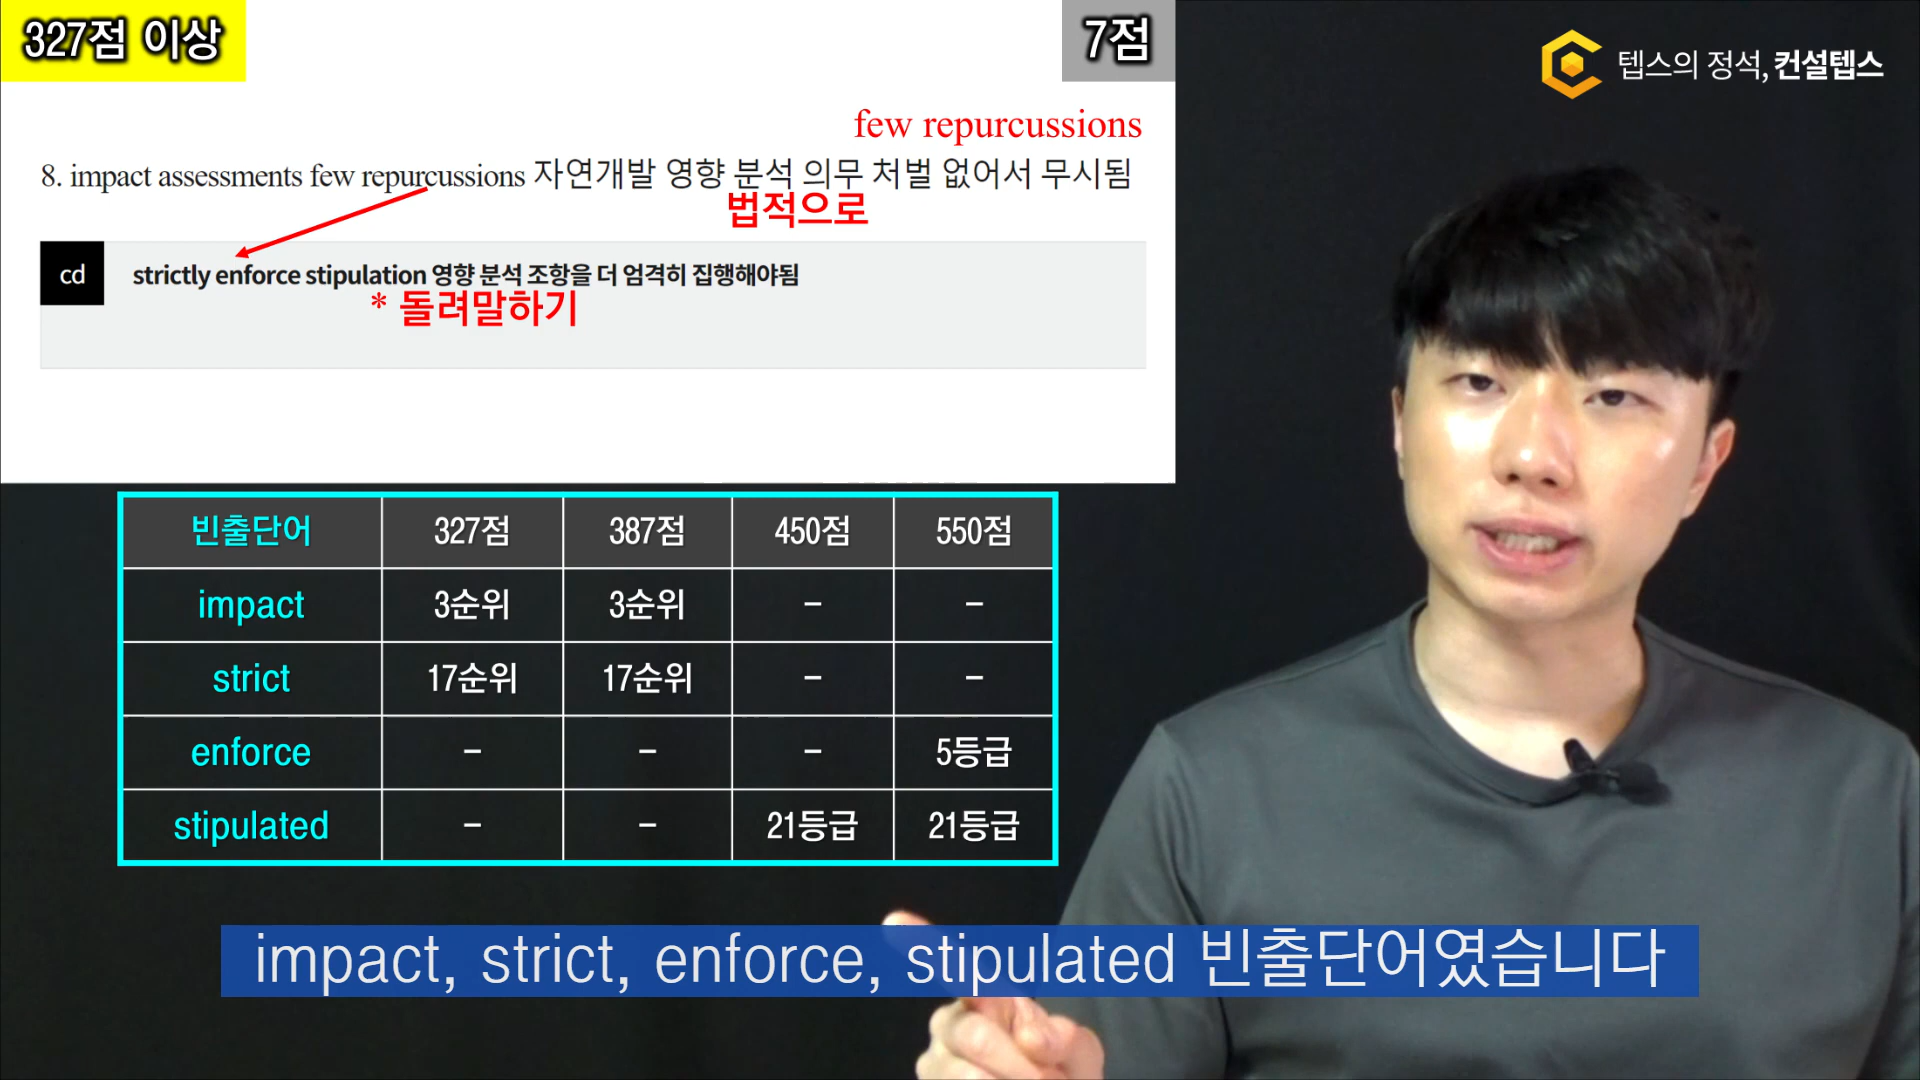 327점 이상
7점
텝스의 정석, 컨설텝스
few repurcussions
8. impact assessments few repurcussions 자연개발 영향 분석 의무 처벌 없어서 무시됨
법적으로
cd strictly enforce stipulation 영향 분석 조항을 더 엄격히 집행해야됨
* 돌려말하기
빈출단어 327점 387점 450점 550점
impact 3순위 3순위 – –
strict 17순위 17순위 – –
enforce – – – 5등급
stipulated – – 21등급 21등급
impact, strict, enforce, stipulated 빈출단어였습니다